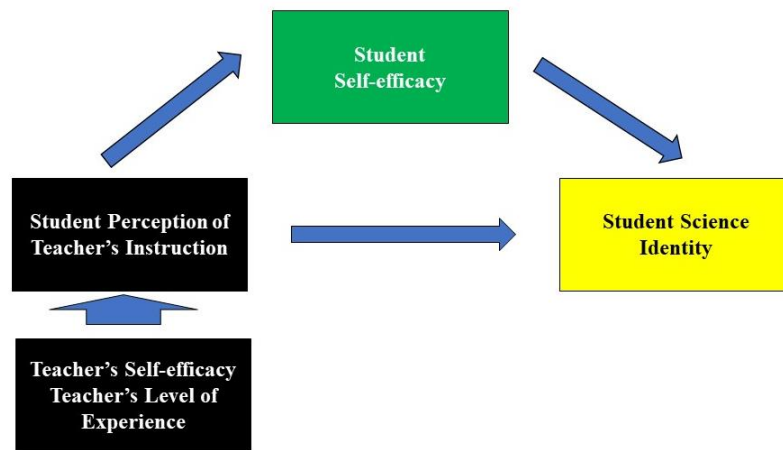 Student
Self-efficacy
Student Perception of
Teacher’s Instruction
Student Science
Identity
Teacher’s Self-efficacy
Teacher’s Level of
Experience